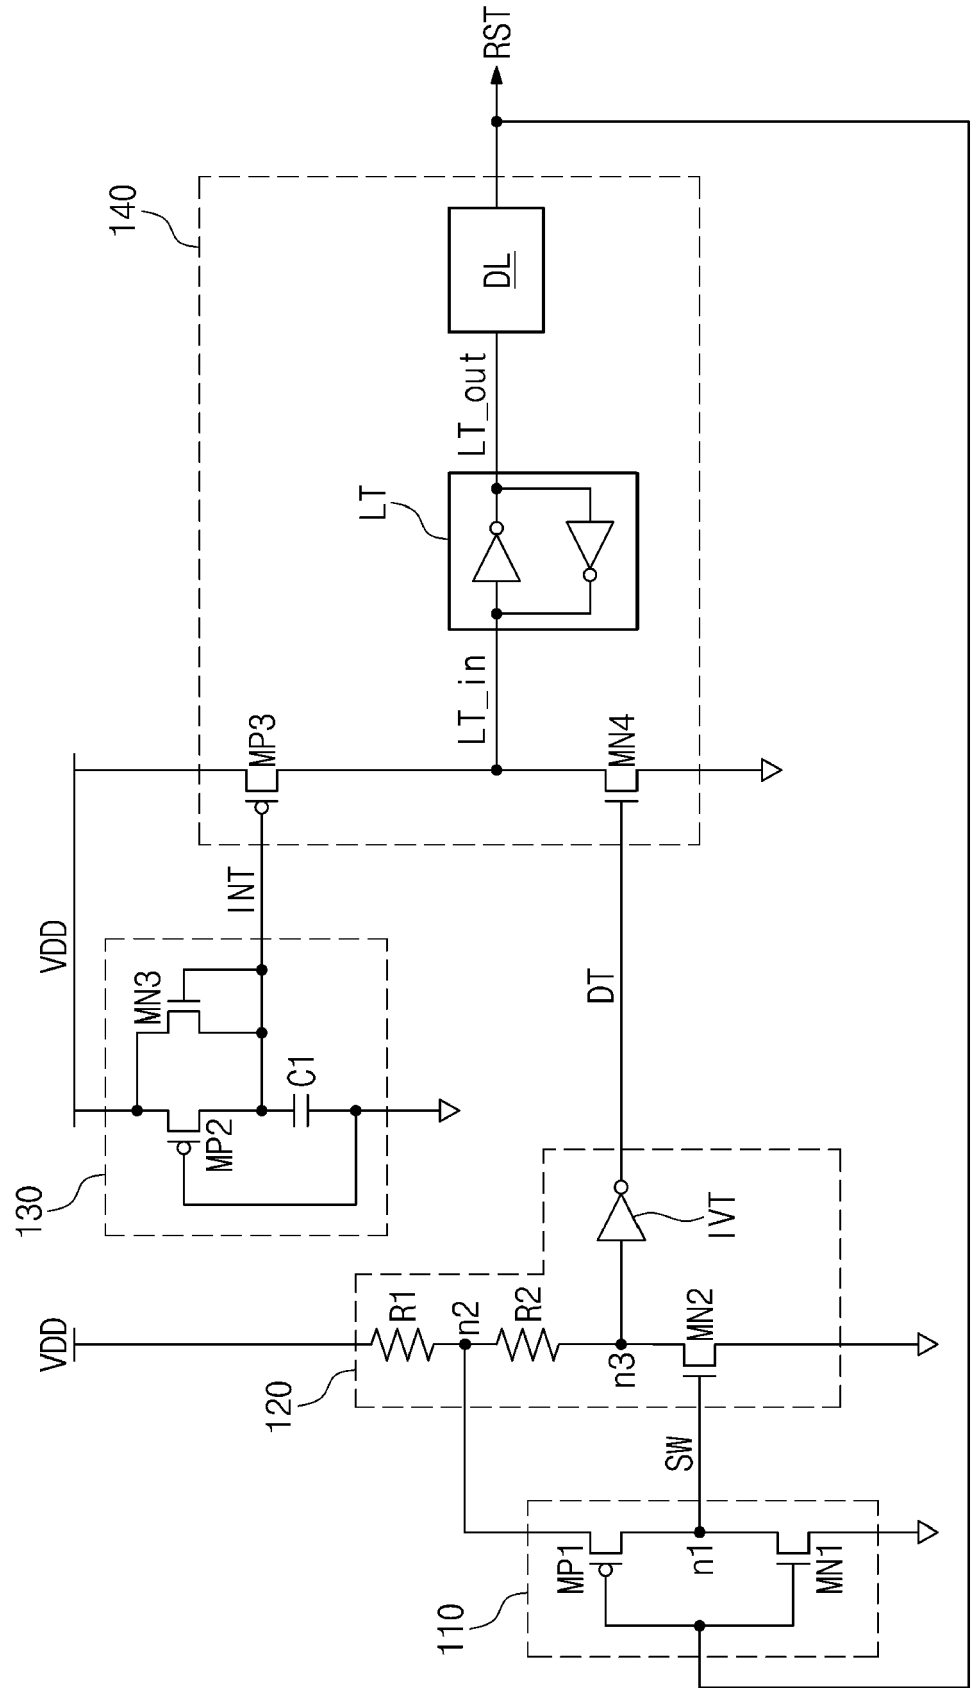 VDD
VDD
130
MP2
MN3
C1
INT
140
MP3
LT_in
LT
LT_out
DL
RST
MN4
120
R1
n2
R2
n3
IVT
DT
MN2
SW
110
MP1
n1
MN1